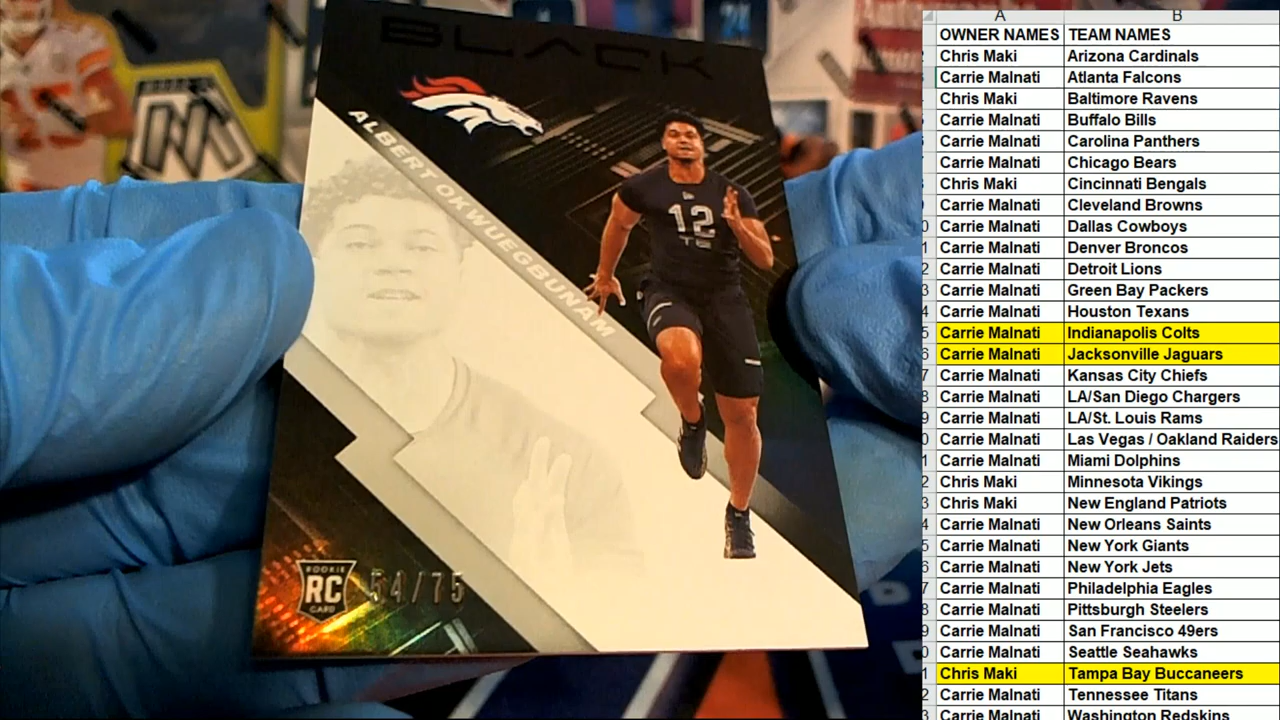 BLACK
ALBERT OKWUEGBUNAM
12
TE
ROOKIE
RC
CARD
54/75
24
A B
OWNER NAMES TEAM NAMES
Chris Maki Arizona Cardinals
Carrie Malnati Atlanta Falcons
Chris Maki Baltimore Ravens
Carrie Malnati Buffalo Bills
Carrie Malnati Carolina Panthers
Carrie Malnati Chicago Bears
Chris Maki Cincinnati Bengals
Carrie Malnati Cleveland Browns
Carrie Malnati Dallas Cowboys
Carrie Malnati Denver Broncos
Carrie Malnati Detroit Lions
Carrie Malnati Green Bay Packers
Carrie Malnati Houston Texans
Carrie Malnati Indianapolis Colts
Carrie Malnati Jacksonville Jaguars
Carrie Malnati Kansas City Chiefs
Carrie Malnati LA/San Diego Chargers
Carrie Malnati LA/St. Louis Rams
Carrie Malnati Las Vegas / Oakland Raiders
Carrie Malnati Miami Dolphins
Chris Maki Minnesota Vikings
Chris Maki New England Patriots
Carrie Malnati New Orleans Saints
Carrie Malnati New York Giants
Carrie Malnati New York Jets
Carrie Malnati Philadelphia Eagles
Carrie Malnati Pittsburgh Steelers
Carrie Malnati San Francisco 49ers
Carrie Malnati Seattle Seahawks
Chris Maki Tampa Bay Buccaneers
Carrie Malnati Tennessee Titans
Carrie Malnati Washington Redskins